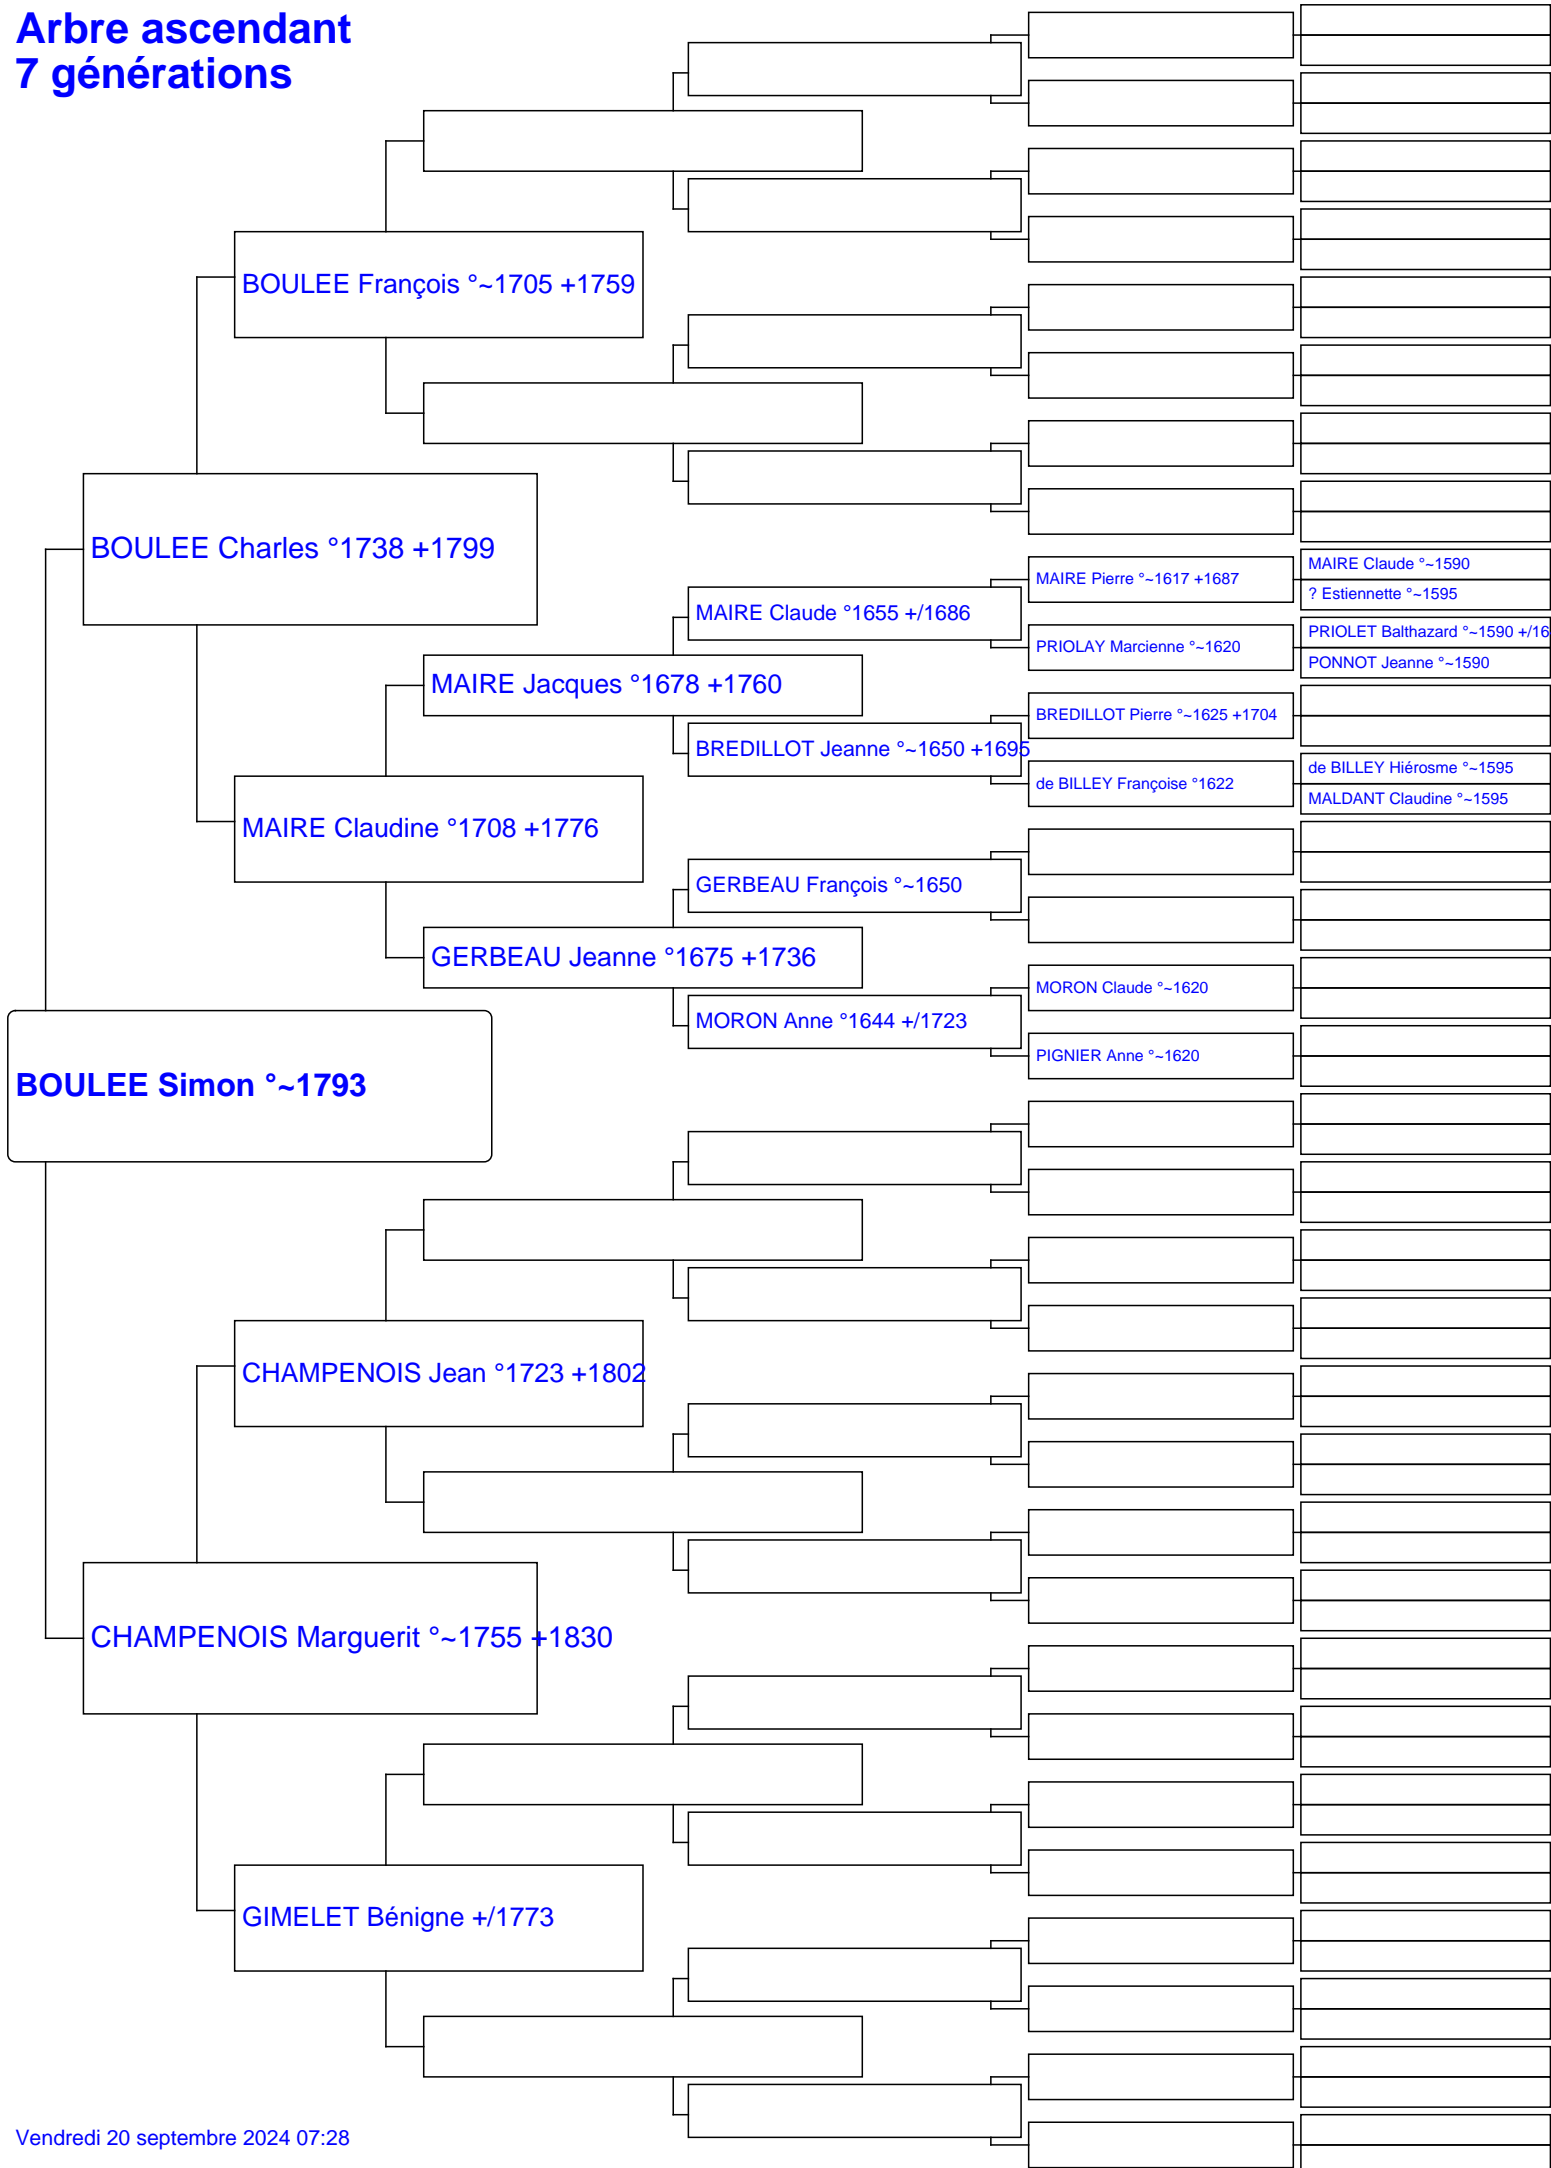 Arbre ascendant
7 générations
BOULEE François °~1705 +1759
BOULEE Charles °1738 +1799
MAIRE Pierre °~1617 +1687
MAIRE Claude °~1590
? Estiennette °~1595
MAIRE Claude °1655 +/1686
PRIOLAY Marcienne °~1620
PRIOLET Balthazard °~1590 +/16
PONNOT Jeanne °~1590
MAIRE Jacques °1678 +1760
BREDILLOT Pierre °~1625 +1704
BREDILLOT Jeanne °~1650 +1695
de BILLEY Françoise °1622
de BILLEY Hiérosme °~1595
MALDANT Claudine °~1595
MAIRE Claudine °1708 +1776
GERBEAU François °~1650
GERBEAU Jeanne °1675 +1736
MORON Claude °~1620
MORON Anne °1644 +/1723
PIGNIER Anne °~1620
BOULEE Simon °~1793
CHAMPENOIS Jean °1723 +1802
CHAMPENOIS Marguerit °~1755 +1830
GIMELET Bénigne +/1773
Vendredi 20 septembre 2024 07:28